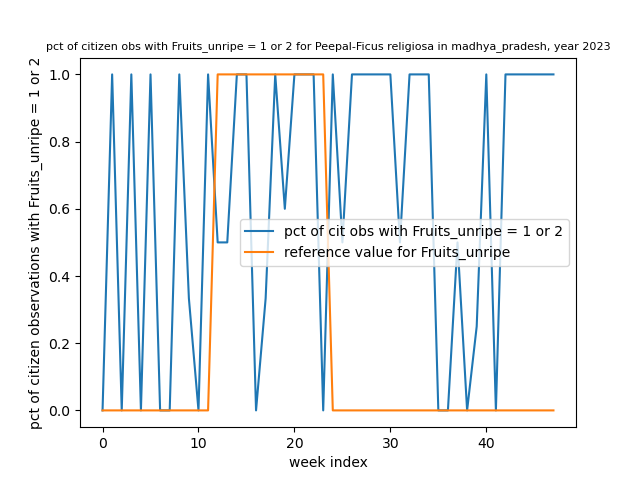 pct of citizen obs with Fruits_unripe = 1 or 2 for Peepal-Ficus religiosa in madhya_pradesh, year 2023
pct of citizen observations with Fruits_unripe = 1 or 2
1.0
0.8
0.6
0.4
0.2
0.0
pct of cit obs with Fruits_unripe = 1 or 2
reference value for Fruits_unripe
0 10 20 30 40
week index